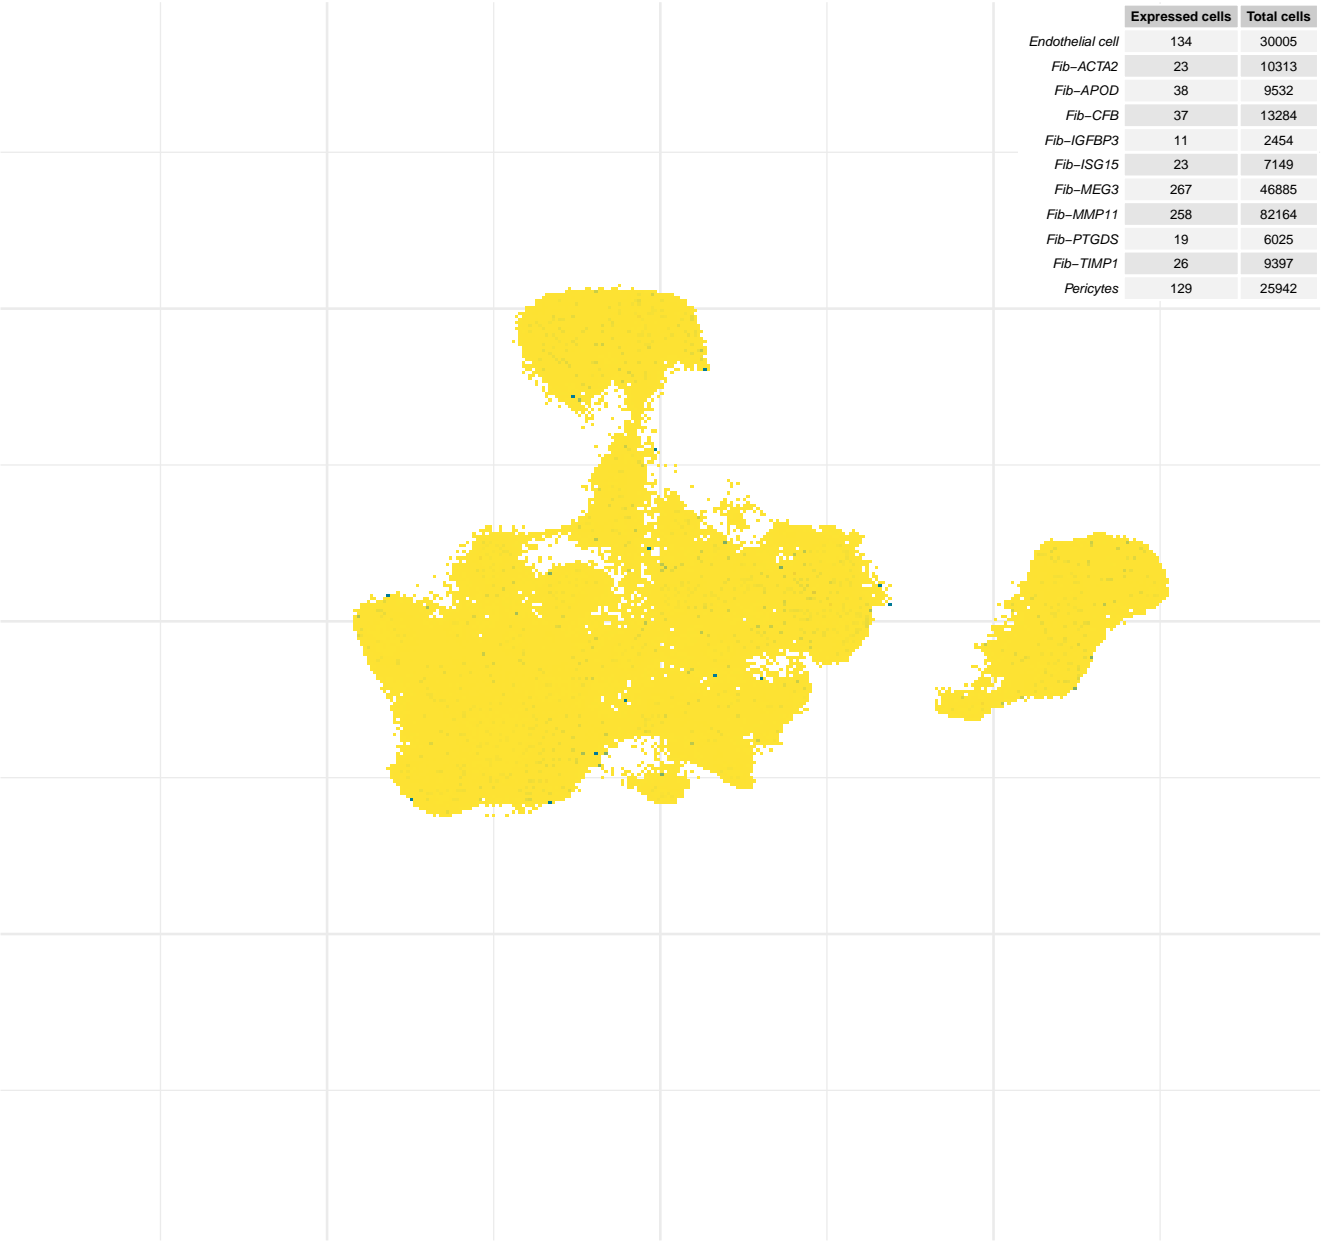 Expressed cells Total cells
Endothelial cell 134 30005
Fib−ACTA2 23 10313
Fib−APOD 38 9532
Fib−CFB 37 13284
Fib−IGFBP3 11 2454
Fib−ISG15 23 7149
Fib−MEG3 267 46885
Fib−MMP11 258 82164
Fib−PTGDS 19 6025
Fib−TIMP1 26 9397
Pericytes 129 25942